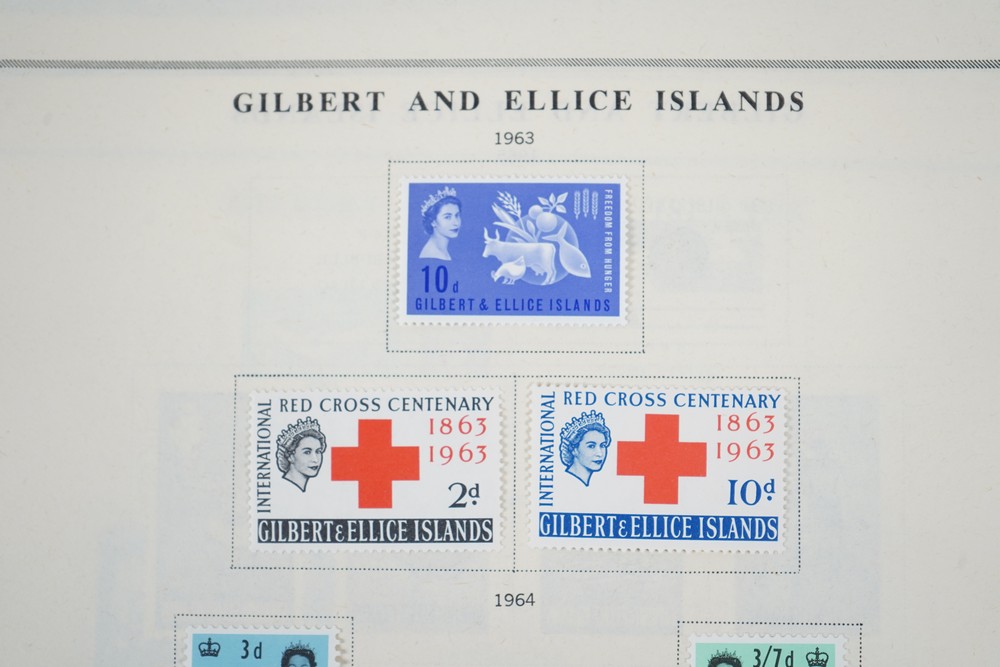 GILBERT AND ELLICE ISLANDS
1963
FREEDOM FROM HUNGER
10d
GILBERT & ELLICE ISLANDS
INTERNATIONAL
RED CROSS CENTENARY
1863
1963
2d
GILBERT & ELLICE ISLANDS
INTERNATIONAL
RED CROSS CENTENARY
1863
1963
10d
GILBERT & ELLICE ISLANDS
1964
3d
3/7d